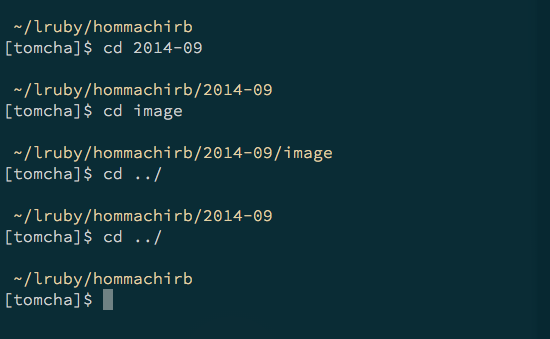 ~/lruby/hommachirb
[tomcha]$ cd 2014-09
~/lruby/hommachirb/2014-09
[tomcha]$ cd image
~/lruby/hommachirb/2014-09/image
[tomcha]$ cd ../
~/lruby/hommachirb/2014-09
[tomcha]$ cd ../
~/lruby/hommachirb
[tomcha]$